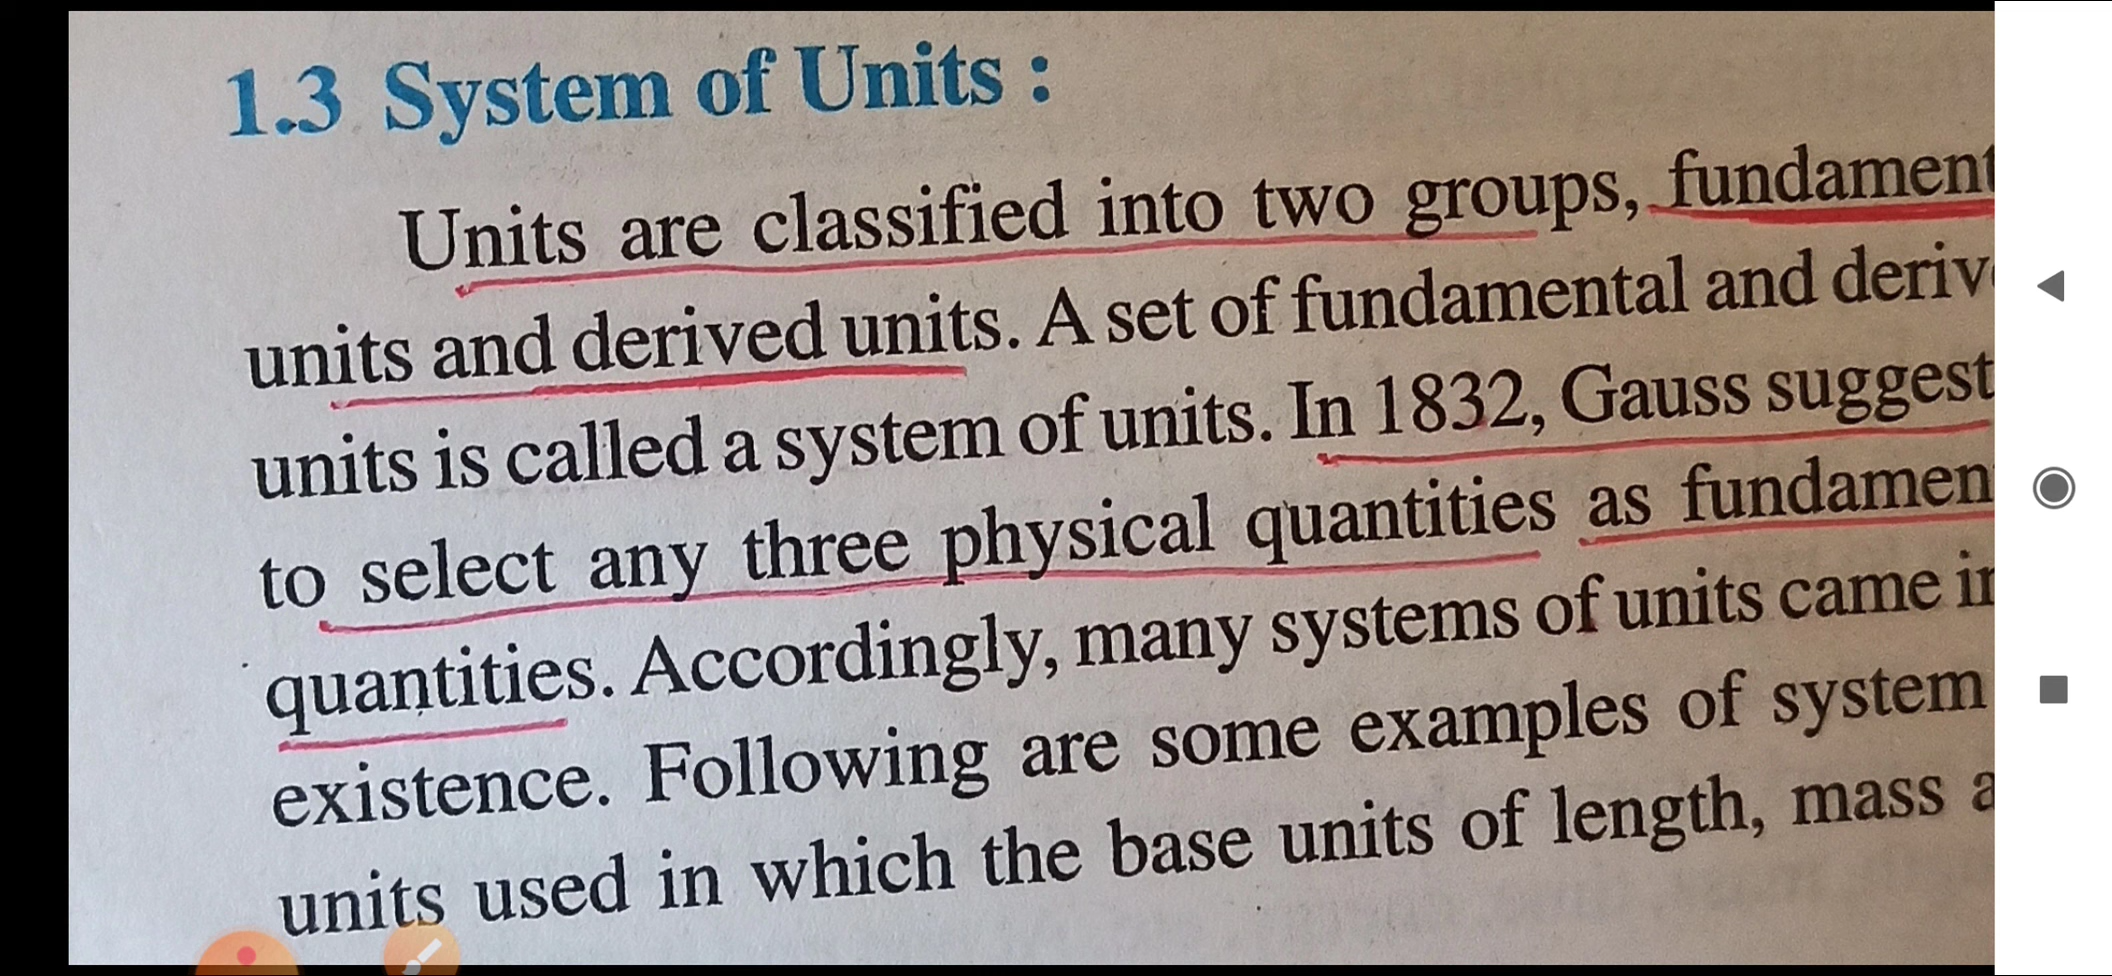 1.3 System of Units :
Units are classified into two groups, fundament
units and derived units. A set of fundamental and deriv
units is called a system of units. In 1832, Gauss suggest
to select any three physical quantities as fundamen
quantities. Accordingly, many systems of units came in
existence. Following are some examples of system
units used in which the base units of length, mass a